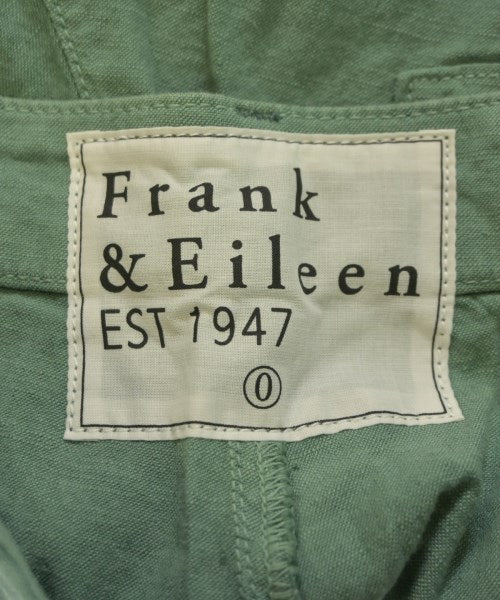 Frank
& Eileen
EST 1947
0